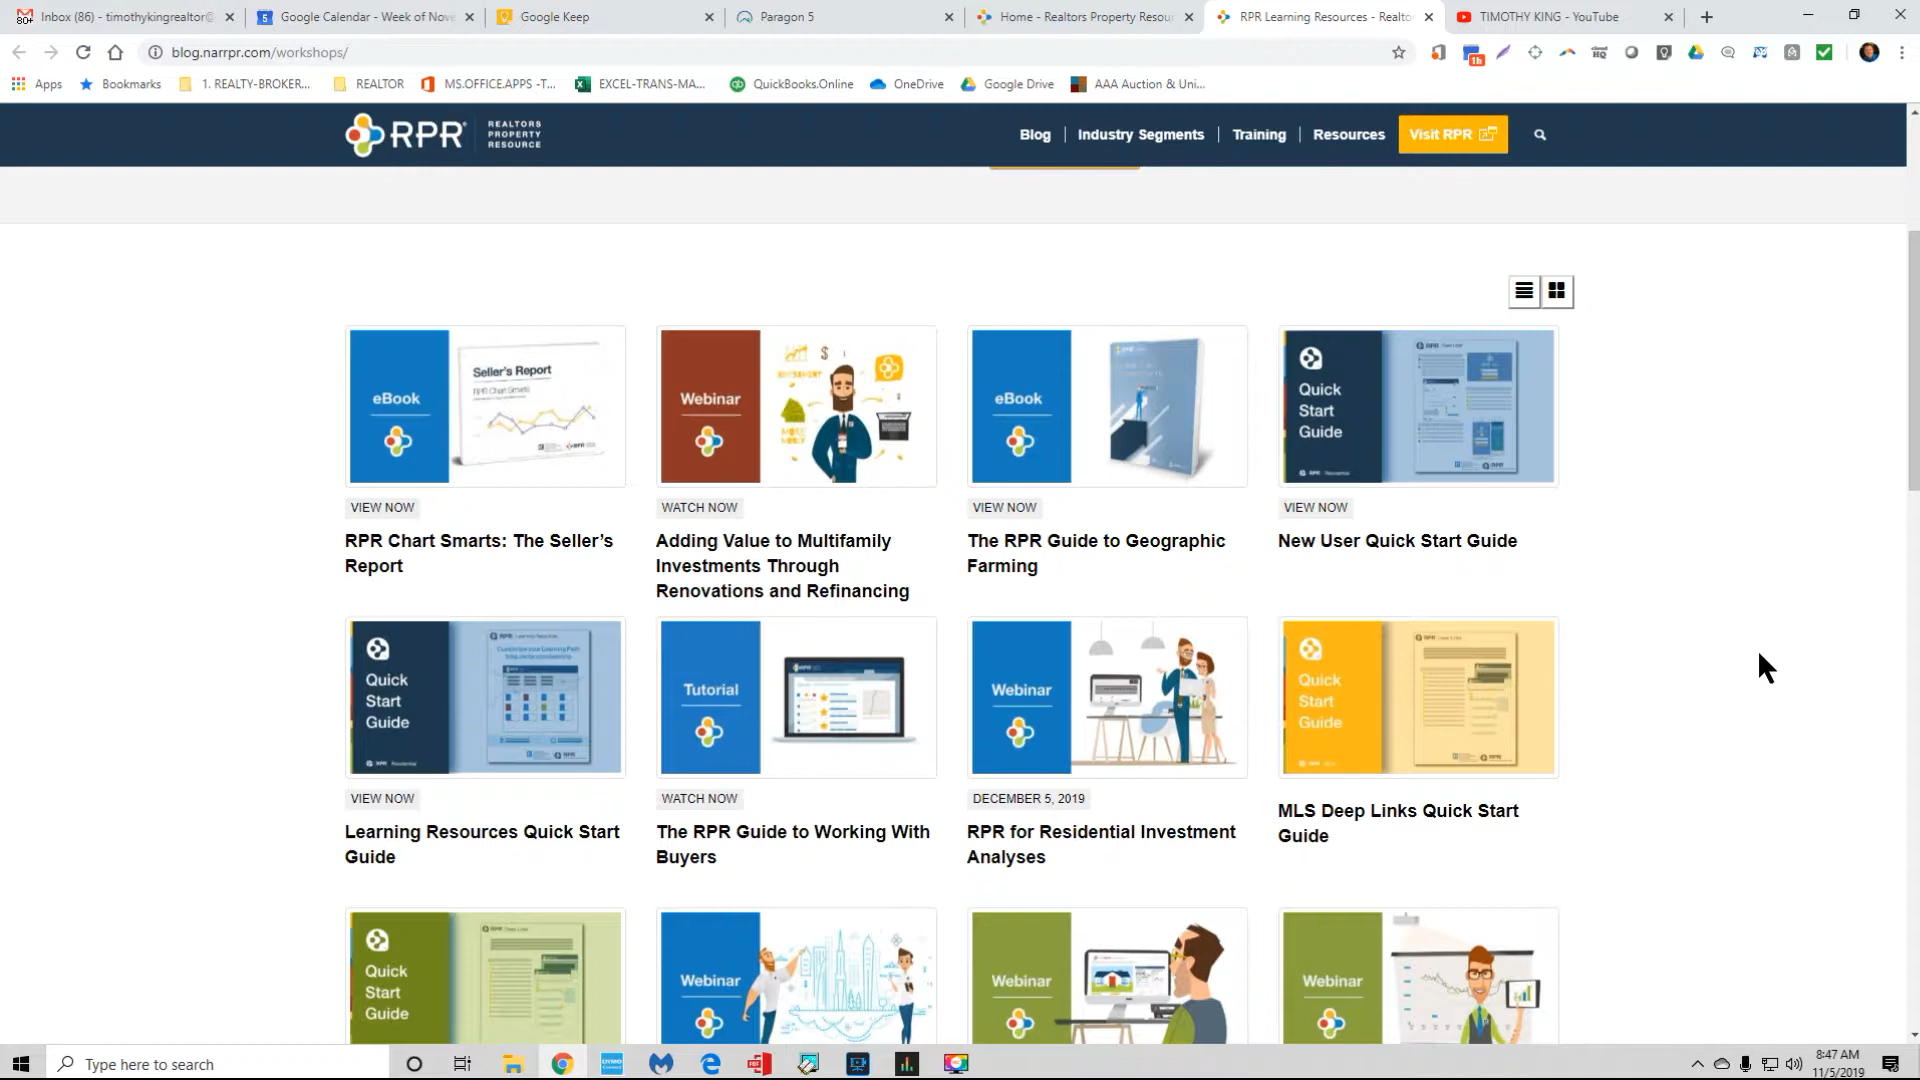 Inbox (86) - timothykingrealtor@
Google Calendar - Week of Nove
Google Keep
Paragon 5
Home - Realtors Property Resour
RPR Learning Resources - Realto
TIMOTHY KING - YouTube
blog.narrpr.com/workshops/
1h
Apps
Bookmarks
1. REALTY-BROKER...
REALTOR
MS.OFFICE.APPS -T...
EXCEL-TRANS-MA...
QuickBooks.Online
OneDrive
Google Drive
AAA Auction & Uni...
RPR
REALTORS
PROPERTY
RESOURCE
Blog
Industry Segments
Training
Resources
Visit RPR
eBook
Seller's Report
RPR Chart Smarts
Webinar
eBook
Quick
Start
Guide
VIEW NOW
WATCH NOW
VIEW NOW
VIEW NOW
RPR Chart Smarts: The Seller’s
Report
Adding Value to Multifamily
Investments Through
Renovations and Refinancing
The RPR Guide to Geographic
Farming
New User Quick Start Guide
Quick
Start
Guide
Tutorial
Webinar
Quick
Start
Guide
VIEW NOW
WATCH NOW
DECEMBER 5, 2019
Learning Resources Quick Start
Guide
The RPR Guide to Working With
Buyers
RPR for Residential Investment
Analyses
MLS Deep Links Quick Start
Guide
Quick
Start
Guide
Webinar
Webinar
Webinar
Type here to search
8:47 AM
11/5/2019